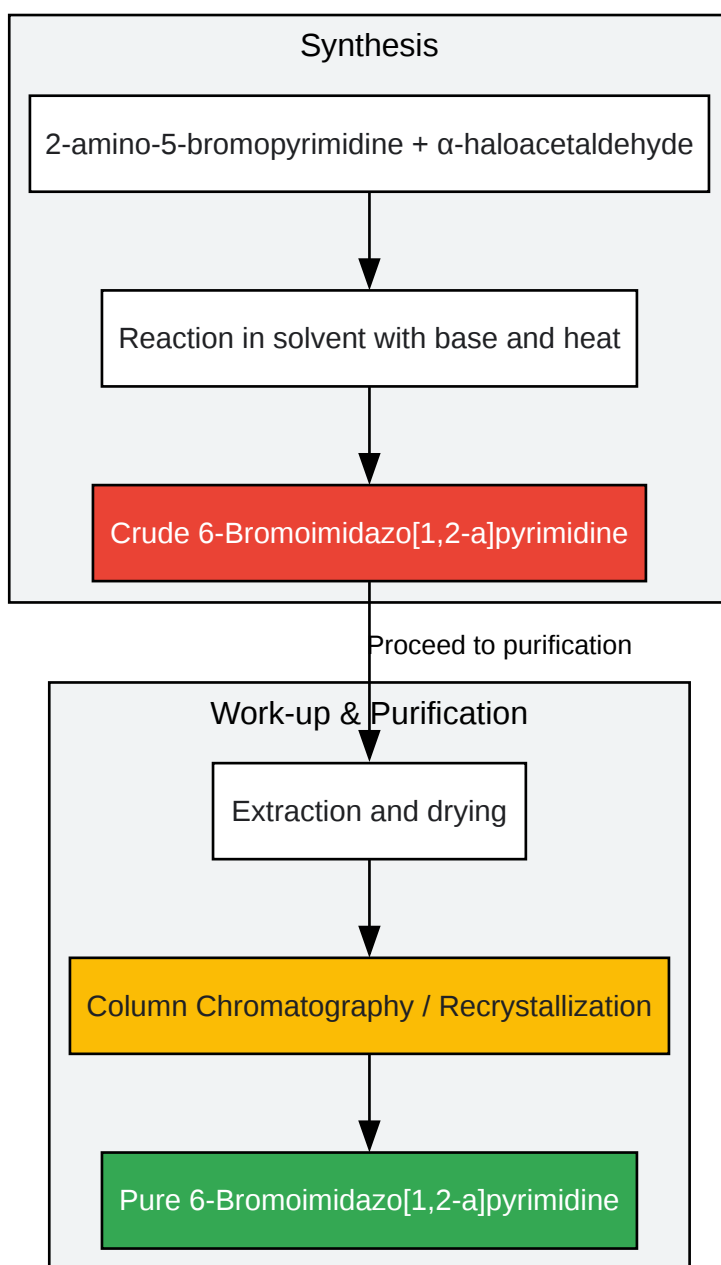 Synthesis
2-amino-5-bromopyrimidine + α-haloacetaldehyde
Reaction in solvent with base and heat
Crude 6-Bromoimidazo[1,2-a]pyrimidine
Proceed to purification
Work-up & Purification
Extraction and drying
Column Chromatography / Recrystallization
Pure 6-Bromoimidazo[1,2-a]pyrimidine